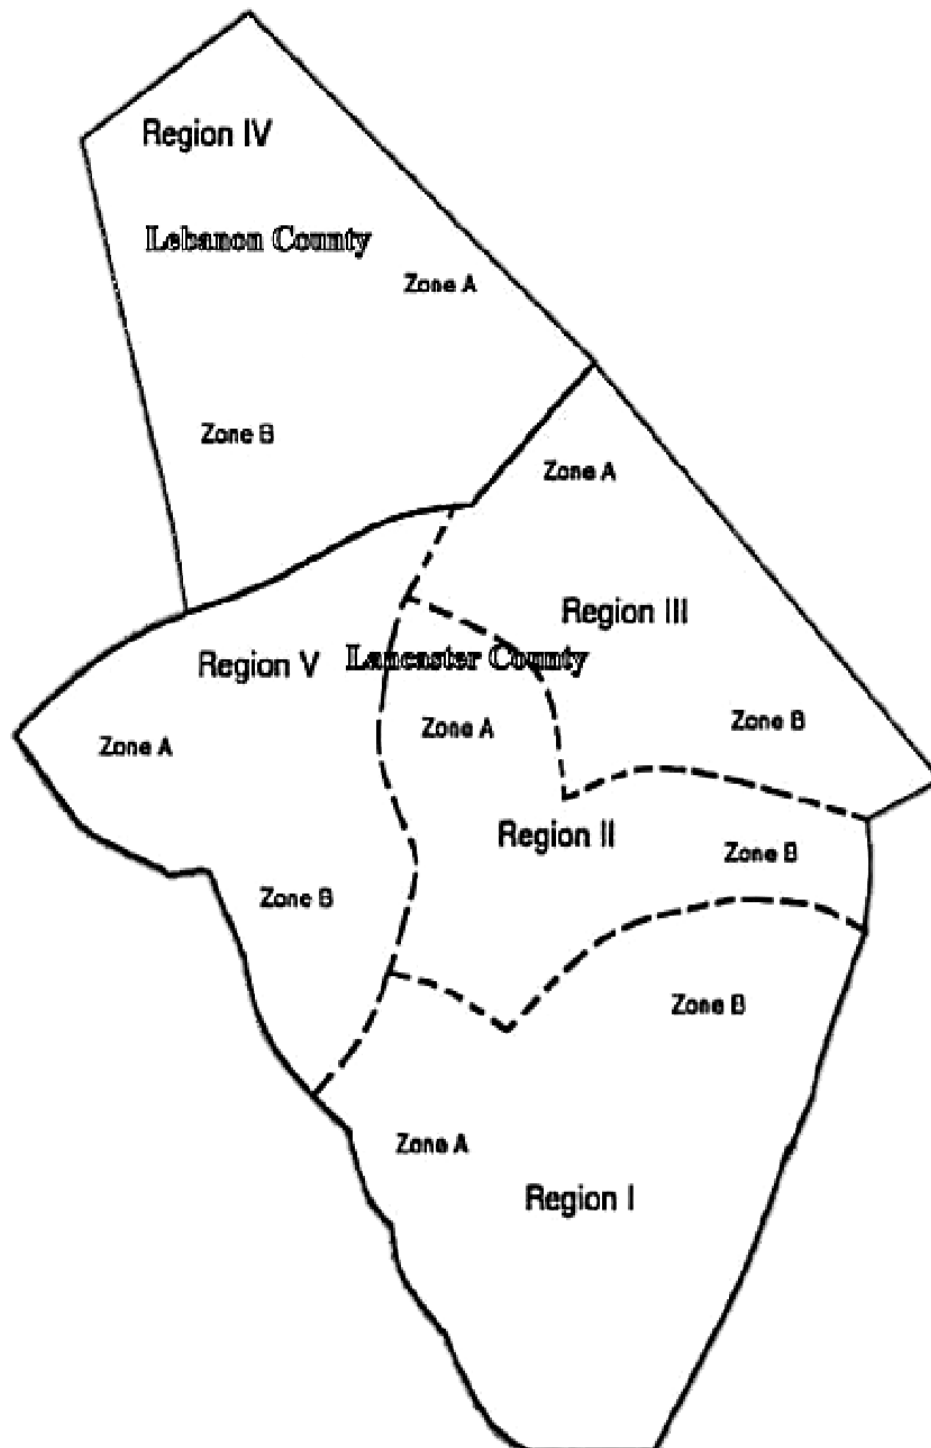 Region IV
Lebanon County
Zone A
Zone B
Zone A
Region III
Region V
Lancaster County
Zone B
Zone A
Zone A
Region II
Zone B
Zone B
Zone B
Zone A
Region I